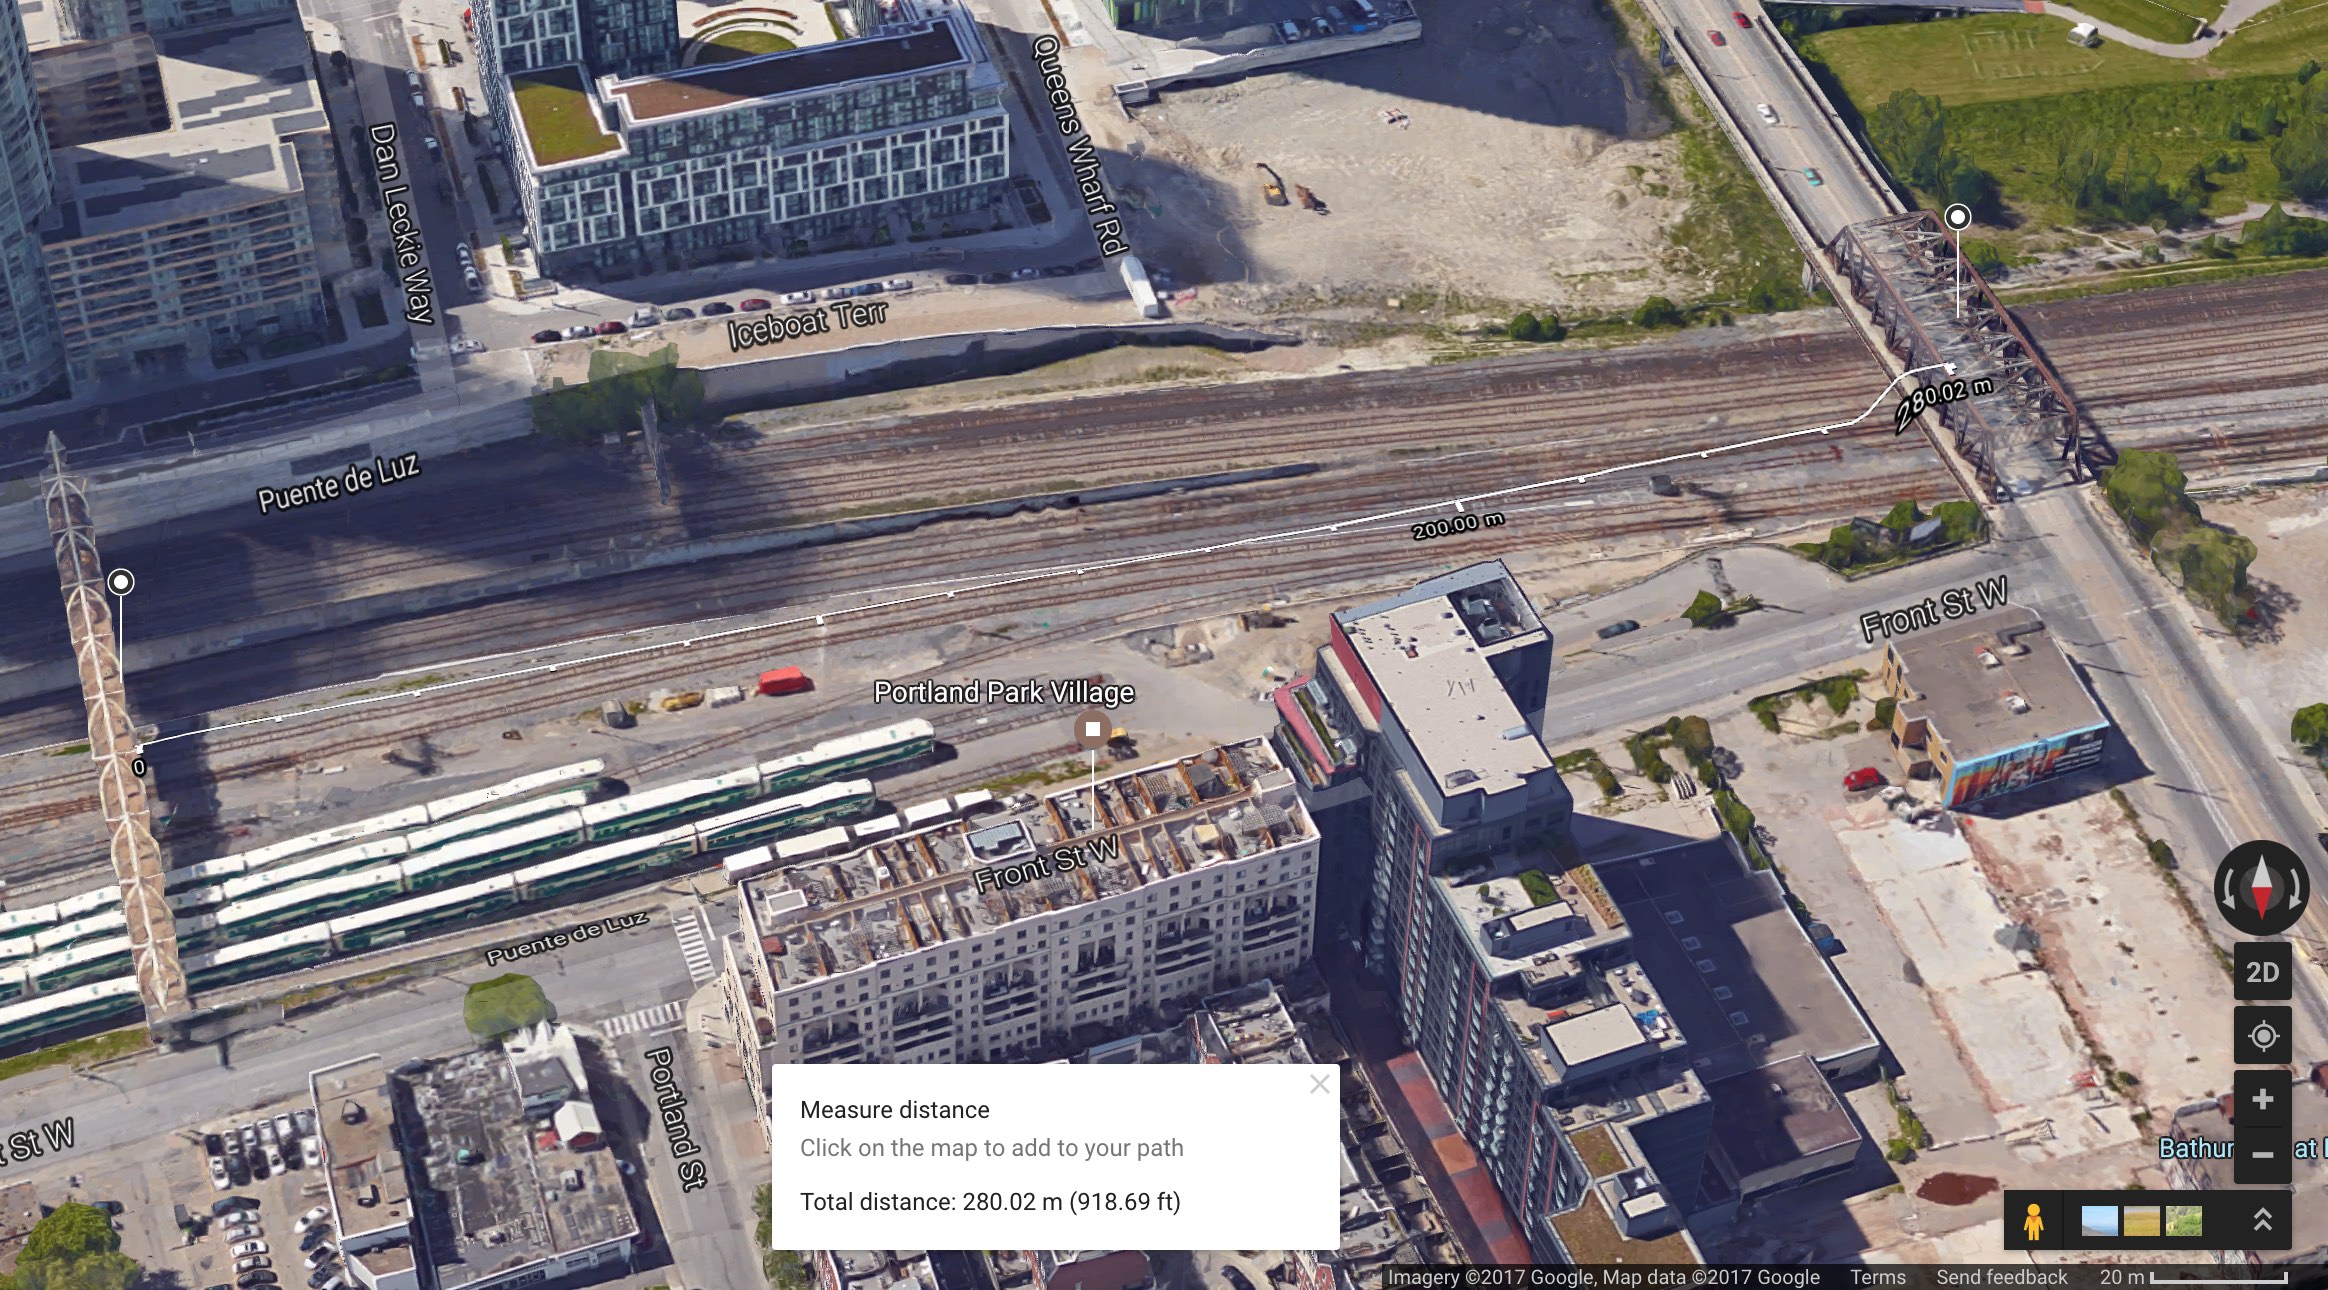 Queens Wharf Rd
Dan Leckie Way
Iceboat Terr
280.02 m
Puente de Luz
200.00 m
Front St W
Portland Park Village
0
Front St W
Puente de Luz
2D
Portland St
St W
Measure distance
Click on the map to add to your path
Total distance: 280.02 m (918.69 ft)
at
Imagery ©2017 Google, Map data ©2017 Google Terms Send feedback 20 m